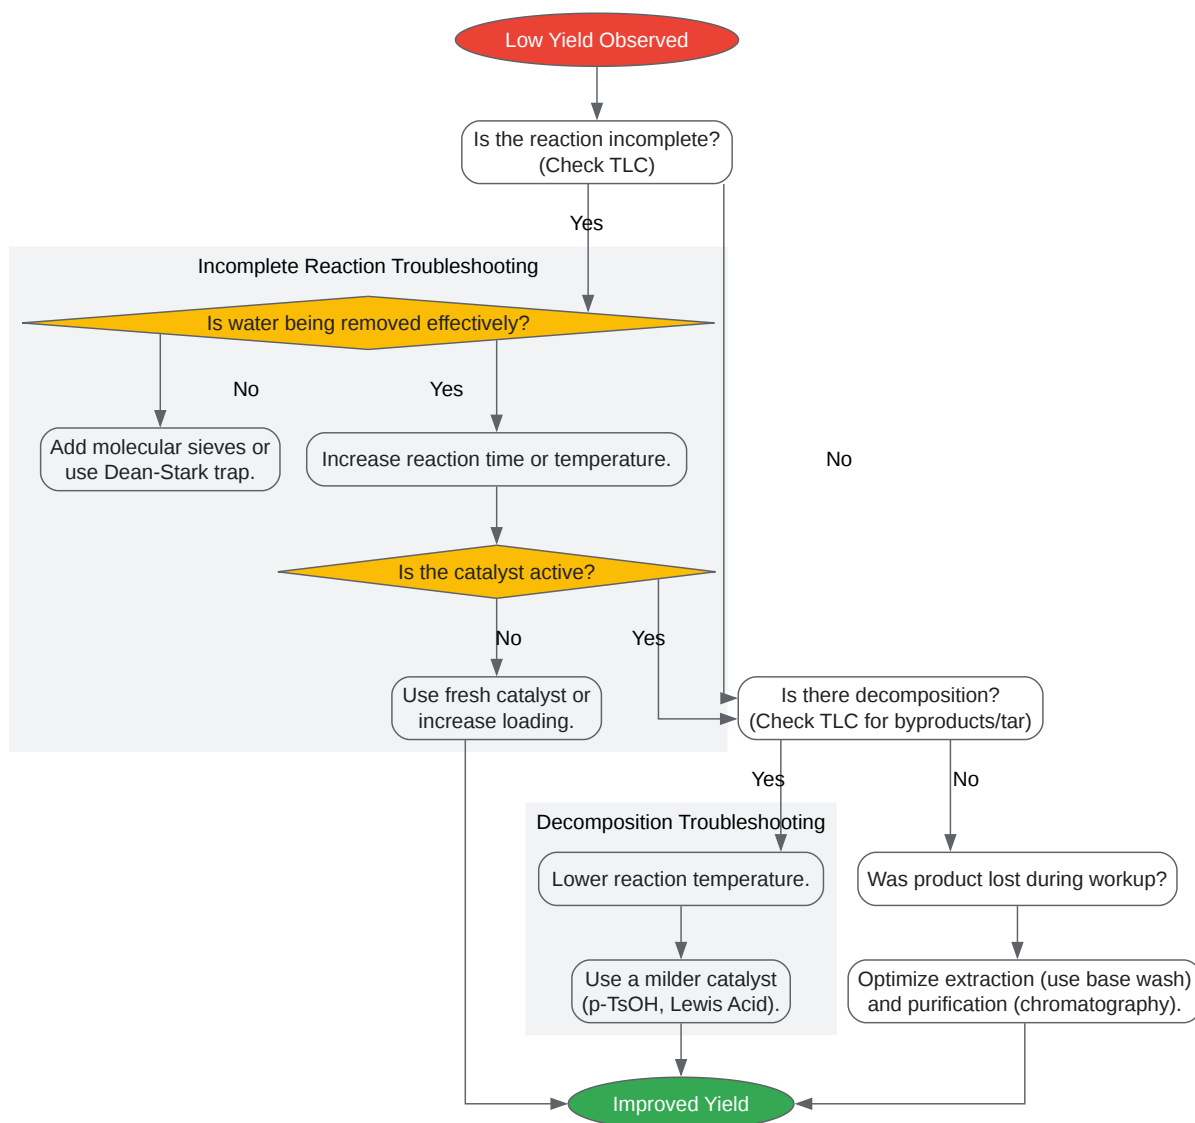 Low Yield Observed
Is the reaction incomplete?
(Check TLC)
Yes
Incomplete Reaction Troubleshooting
Is water being removed effectively?
No
Yes
Add molecular sieves or
use Dean-Stark trap.
Increase reaction time or temperature.
No
Is the catalyst active?
No
Yes
Use fresh catalyst or
increase loading.
Is there decomposition?
(Check TLC for byproducts/tar)
Yes
No
Decomposition Troubleshooting
Lower reaction temperature.
Was product lost during workup?
Use a milder catalyst
(p-TsOH, Lewis Acid).
Optimize extraction (use base wash)
and purification (chromatography).
Improved Yield